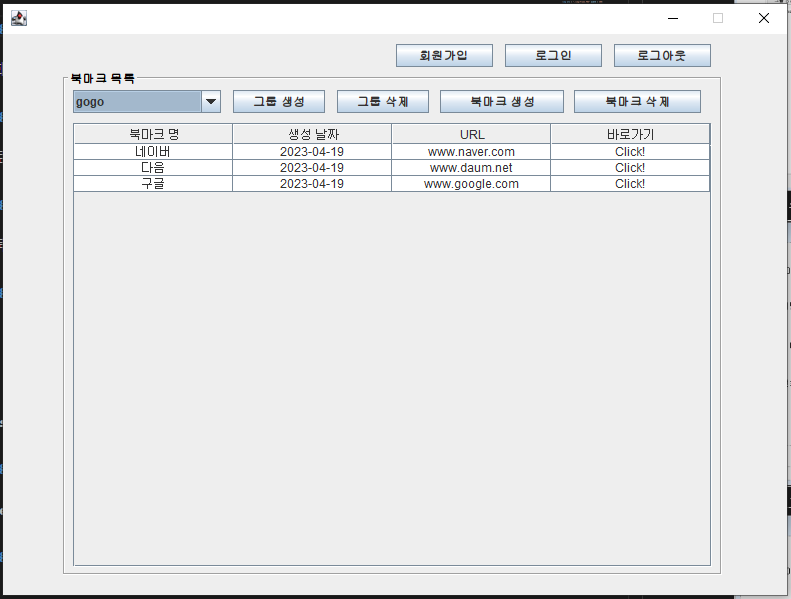 회원가입 로그인 로그아웃
북마크 목록
gogo 그룹 생성 그룹 삭제 북마크 생성 북마크 삭제
북마크 명 생성 날짜 URL 바로가기
네이버 2023-04-19 www.naver.com Click!
다음 2023-04-19 www.daum.net Click!
구글 2023-04-19 www.google.com Click!